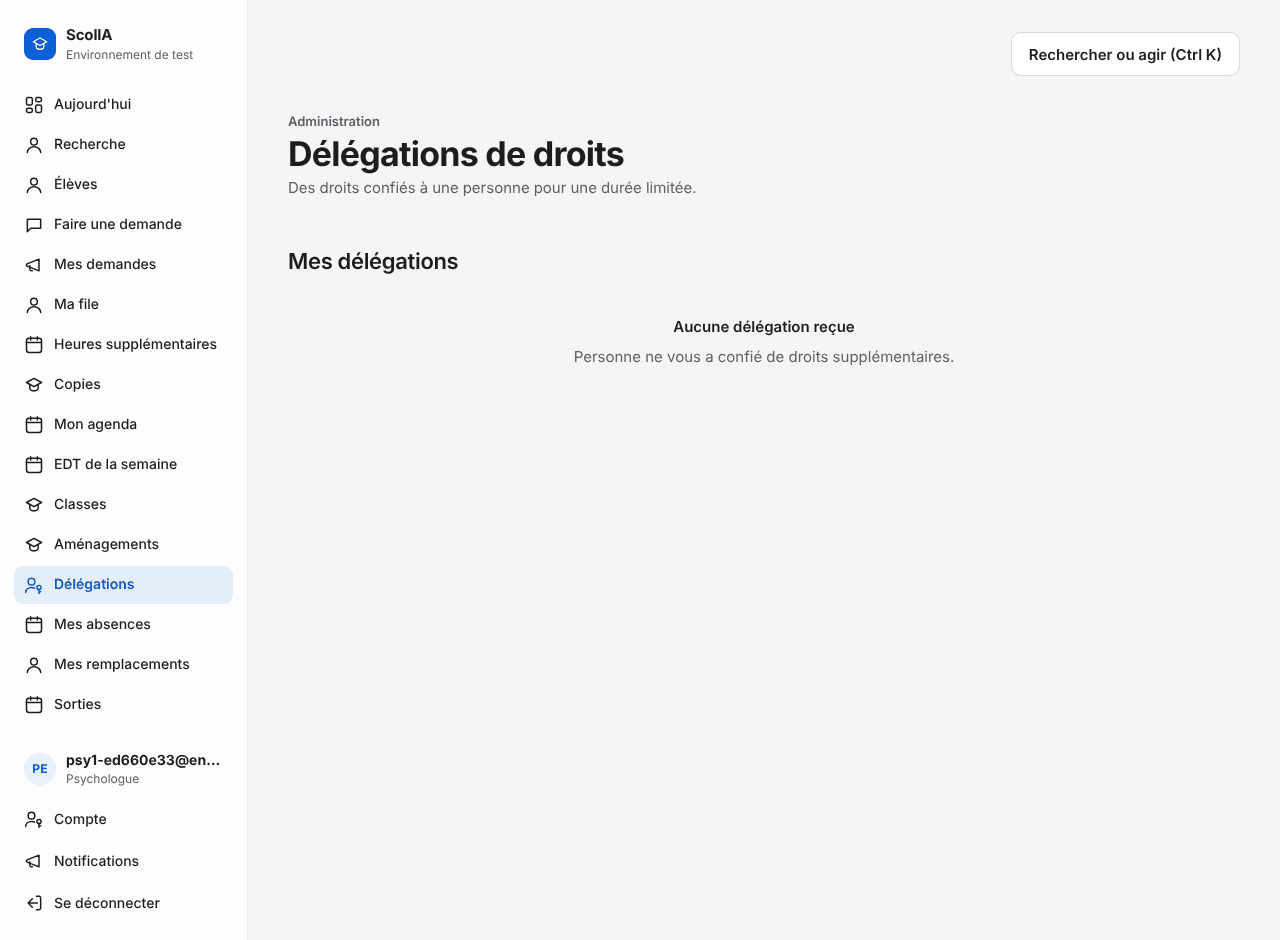 ScolIA
Environnement de test
Aujourd'hui
Recherche
Élèves
Faire une demande
Mes demandes
Ma file
Heures supplémentaires
Copies
Mon agenda
EDT de la semaine
Classes
Aménagements
Délégations
Mes absences
Mes remplacements
Sorties
PE
psy1-ed660e33@en...
Psychologue
Compte
Notifications
Se déconnecter
Rechercher ou agir (Ctrl K)
Administration
Délégations de droits
Des droits confiés à une personne pour une durée limitée.
Mes délégations
Aucune délégation reçue
Personne ne vous a confié de droits supplémentaires.